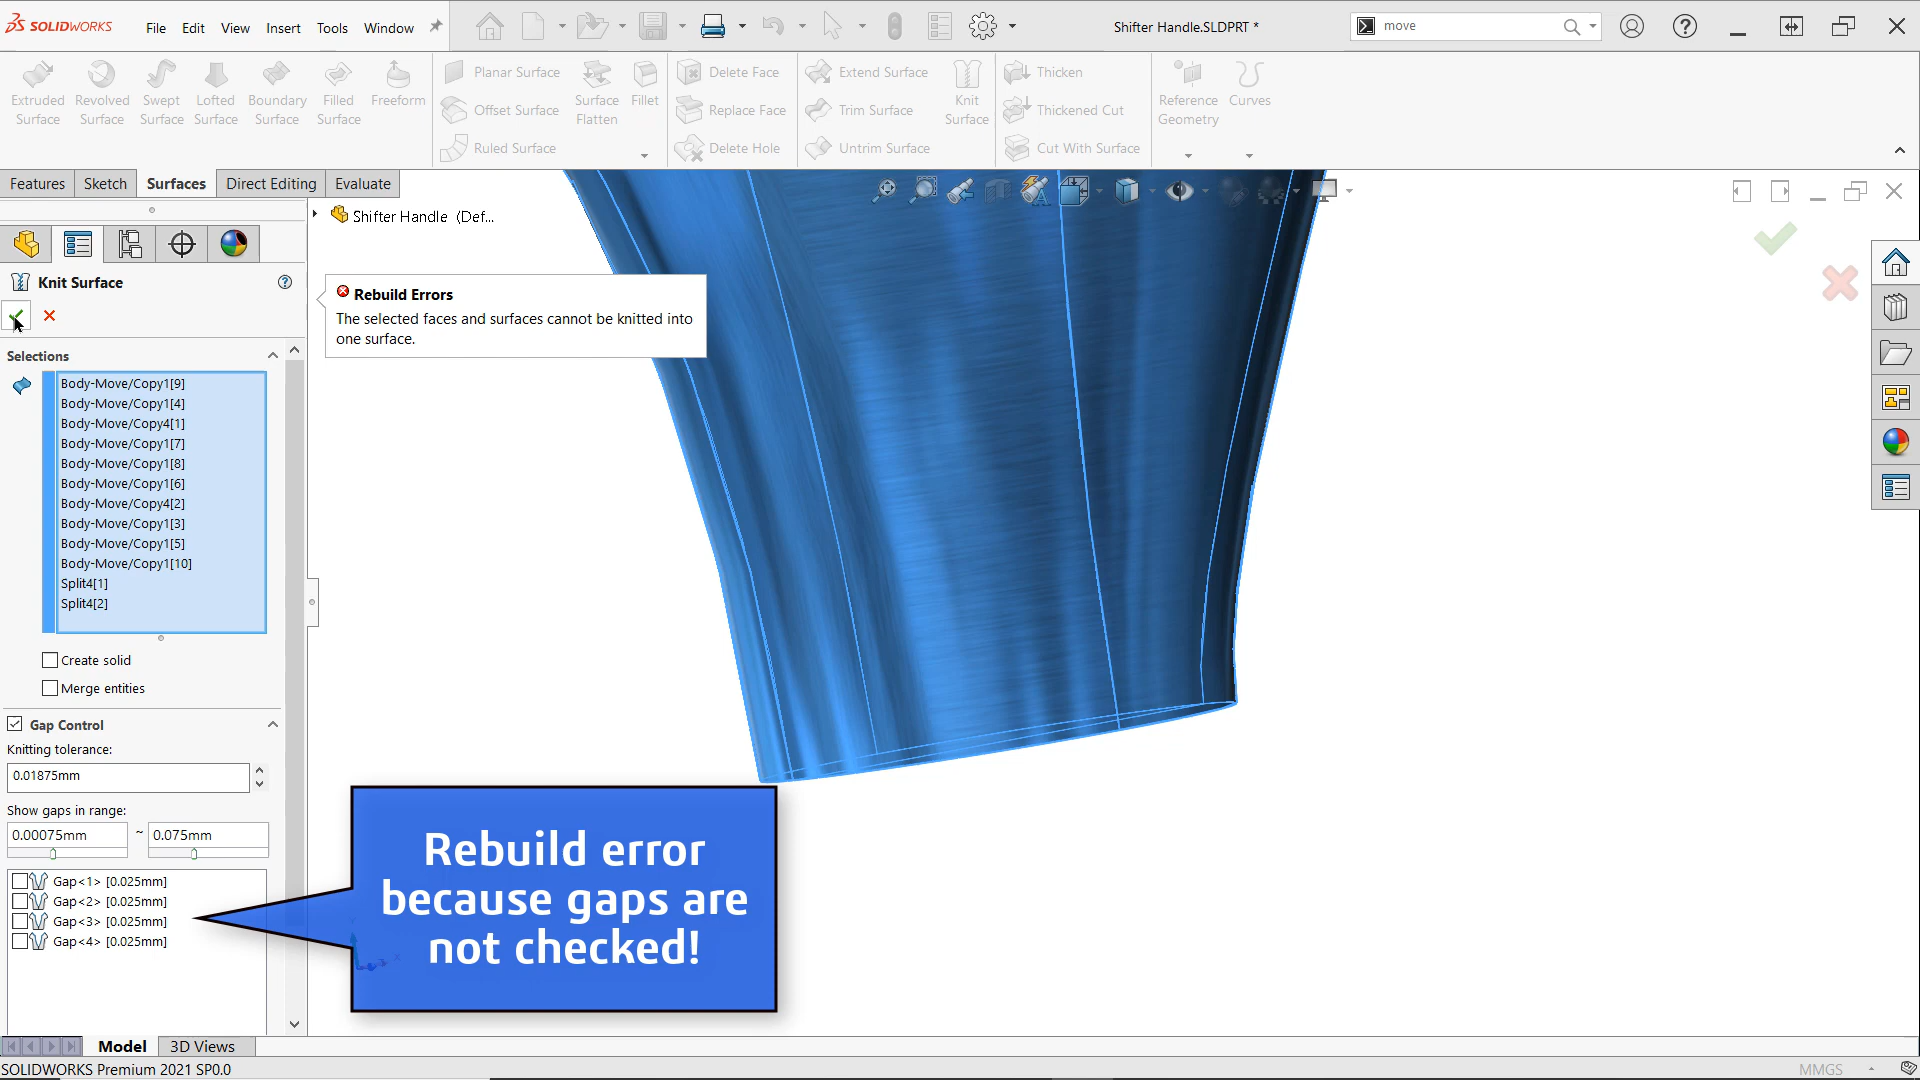 SOLIDWORKS
File Edit View Insert Tools Window
Shifter Handle.SLDPRT *
move
Extruded Surface
Revolved Surface
Swept Surface
Lofted Surface
Boundary Surface
Filled Surface
Freeform
Planar Surface
Offset Surface
Ruled Surface
Surface Flatten
Fillet
Delete Face
Replace Face
Delete Hole
Extend Surface
Trim Surface
Untrim Surface
Knit Surface
Thicken
Thickened Cut
Cut With Surface
Reference Geometry
Curves
Features Sketch Surfaces Direct Editing Evaluate
Shifter Handle (Def...
Knit Surface
Rebuild Errors
The selected faces and surfaces cannot be knitted into
one surface.
Selections
Body-Move/Copy1[9]
Body-Move/Copy1[4]
Body-Move/Copy4[1]
Body-Move/Copy1[7]
Body-Move/Copy1[8]
Body-Move/Copy1[6]
Body-Move/Copy4[2]
Body-Move/Copy1[3]
Body-Move/Copy1[5]
Body-Move/Copy1[10]
Split4[1]
Split4[2]
Create solid
Merge entities
Gap Control
Knitting tolerance:
0.01875mm
Show gaps in range:
0.00075mm ~ 0.075mm
Gap<1> [0.025mm]
Gap<2> [0.025mm]
Gap<3> [0.025mm]
Gap<4> [0.025mm]
Rebuild error
because gaps are
not checked!
Model 3D Views
SOLIDWORKS Premium 2021 SP0.0
MMGS